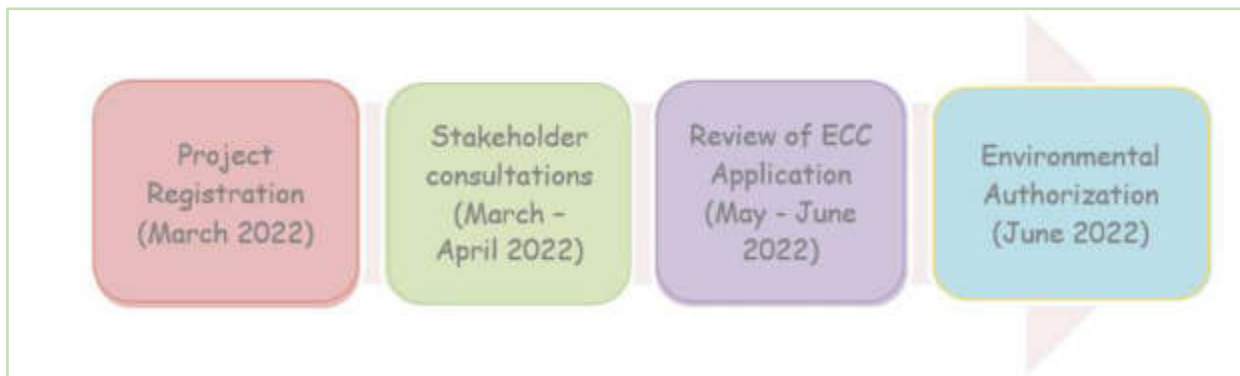 Project
Registration
(March 2022)
Stakeholder
consultations
(March –
April 2022)
Review of ECC
Application
(May - June
2022)
Environmental
Authorization
(June 2022)